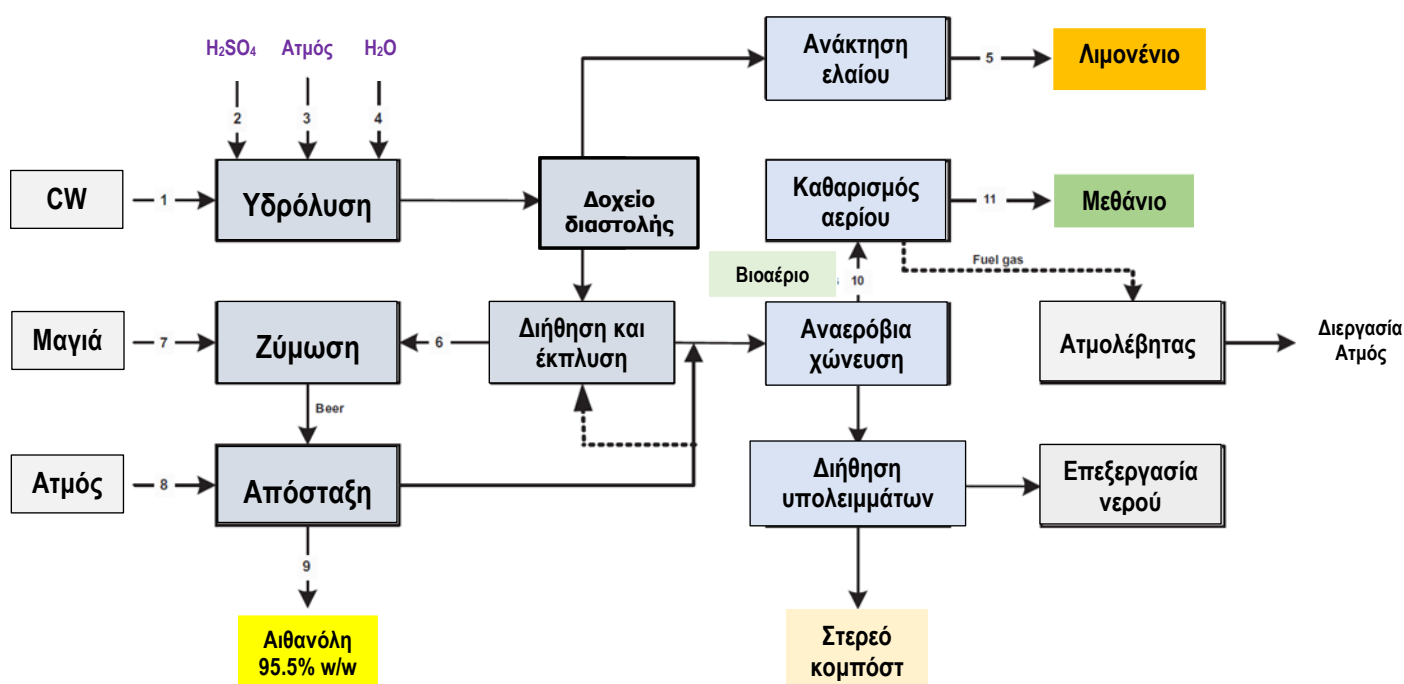 H₂SO₄
Ατμός
H₂O
2
3
4
CW
1
Υδρόλυση
Δοχείο
διαστολής
Ανάκτηση
ελαίου
5
Λιμονένιο
Καθαρισμός
αερίου
11
Μεθάνιο
Βιοαέριο
10
Fuel gas
Μαγιά
7
Ζύμωση
6
Διήθηση και
έκπλυση
Αναερόβια
χώνευση
Ατμολέβητας
Διεργασία
Ατμός
Beer
Ατμός
8
Απόσταξη
Διήθηση
υπολειμμάτων
Επεξεργασία
νερού
9
Αιθανόλη
95.5% w/w
Στερεό
κομπόστ